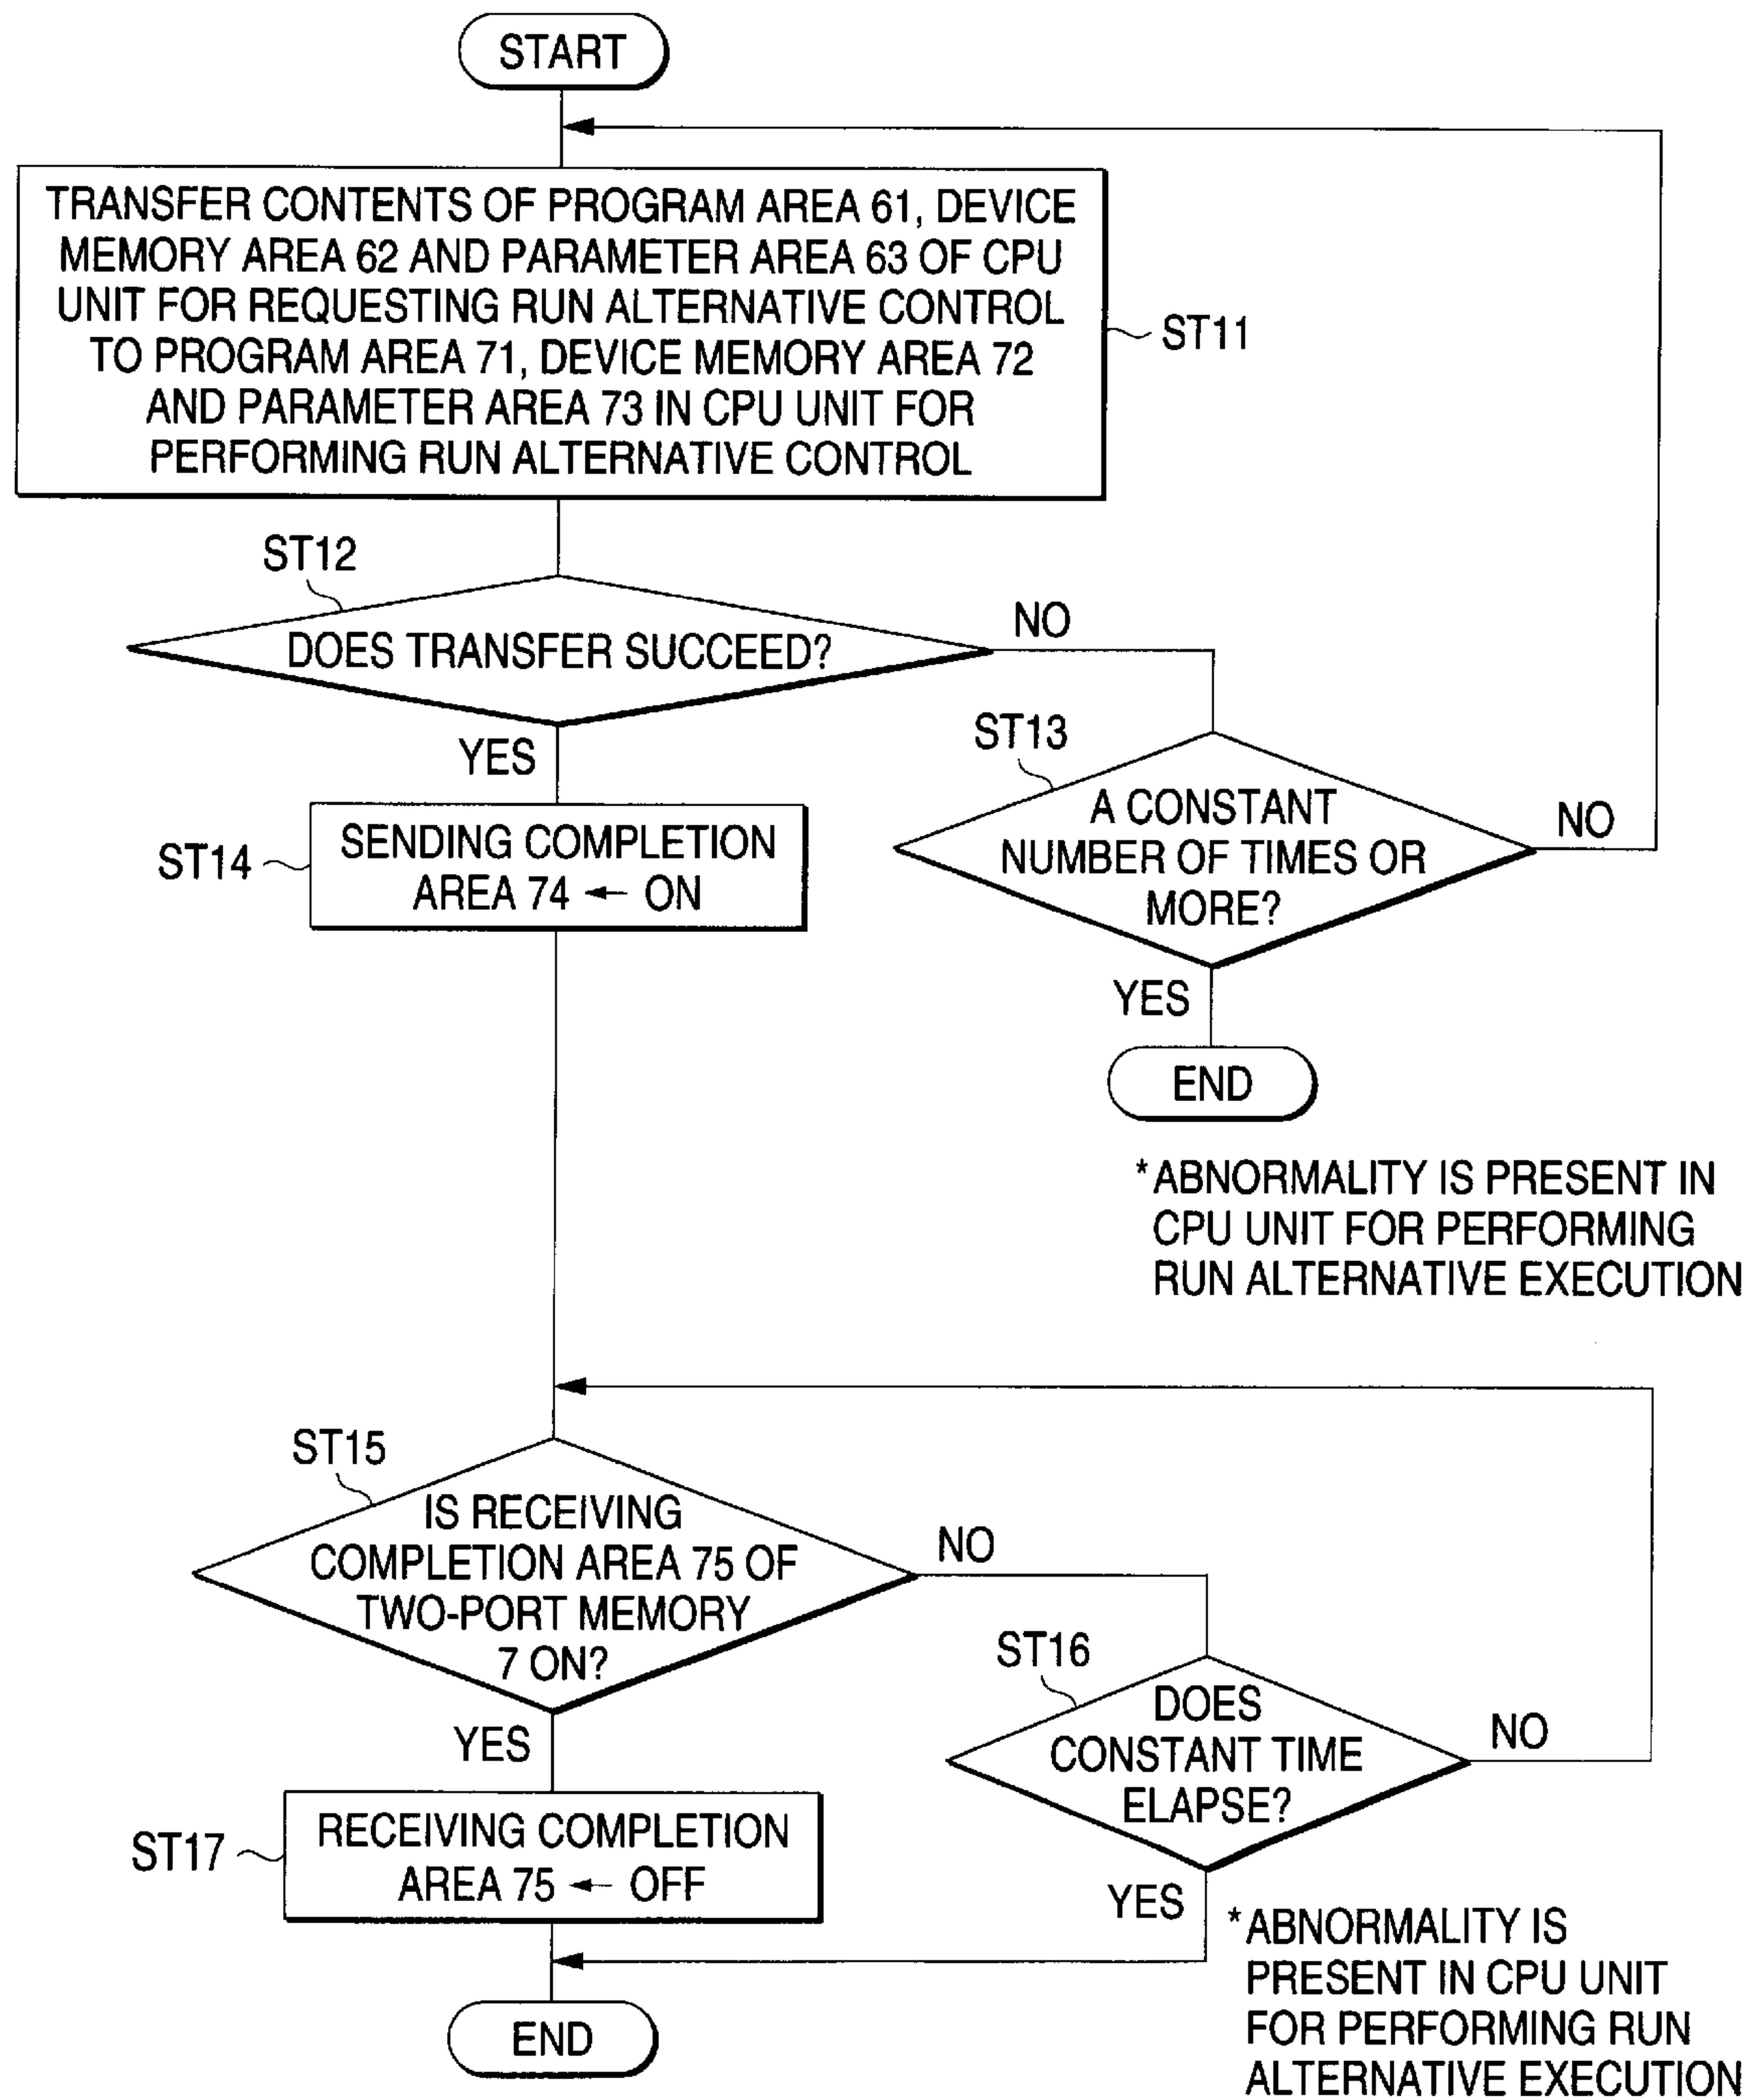 START
TRANSFER CONTENTS OF PROGRAM AREA 61, DEVICE
MEMORY AREA 62 AND PARAMETER AREA 63 OF CPU
UNIT FOR REQUESTING RUN ALTERNATIVE CONTROL
TO PROGRAM AREA 71, DEVICE MEMORY AREA 72
AND PARAMETER AREA 73 IN CPU UNIT FOR
PERFORMING RUN ALTERNATIVE CONTROL
ST11
ST12
DOES TRANSFER SUCCEED?
NO
YES
ST13
A CONSTANT
NUMBER OF TIMES OR
MORE?
NO
YES
END
*ABNORMALITY IS PRESENT IN
CPU UNIT FOR PERFORMING
RUN ALTERNATIVE EXECUTION
ST14
SENDING COMPLETION
AREA 74 ← ON
ST15
IS RECEIVING
COMPLETION AREA 75 OF
TWO-PORT MEMORY
7 ON?
NO
YES
ST16
DOES
CONSTANT TIME
ELAPSE?
NO
YES
*ABNORMALITY IS
PRESENT IN CPU UNIT
FOR PERFORMING RUN
ALTERNATIVE EXECUTION
ST17
RECEIVING COMPLETION
AREA 75 ← OFF
END